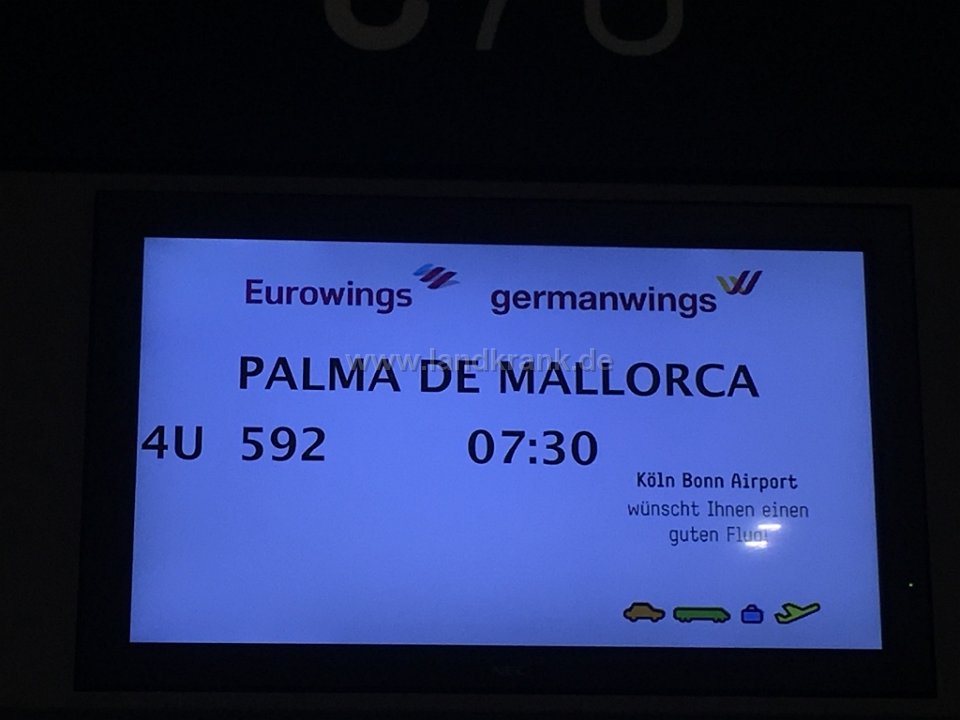 Eurowings germanwings
PALMA DE MALLORCA
www.landkrank.de
4U 592 07:30
Köln Bonn Airport
wünscht Ihnen einen
guten Flug!
NEC